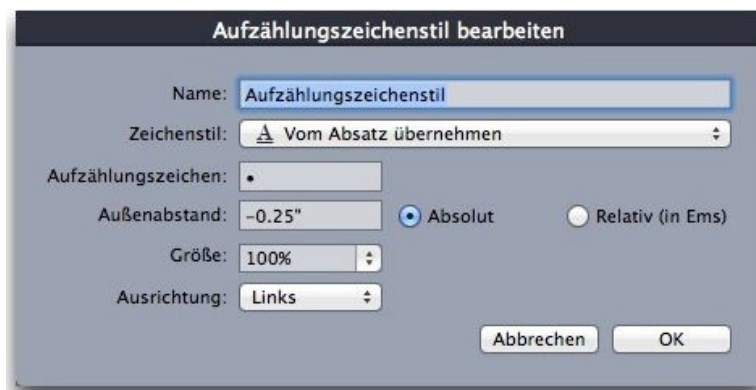 Aufzählungszeichenstil bearbeiten
Name: Aufzählungszeichenstil
Zeichenstil: A Vom Absatz übernehmen
Aufzählungszeichen: •
Außenabstand: -0.25" Absolut Relativ (in Ems)
Größe: 100%
Ausrichtung: Links
Abbrechen OK